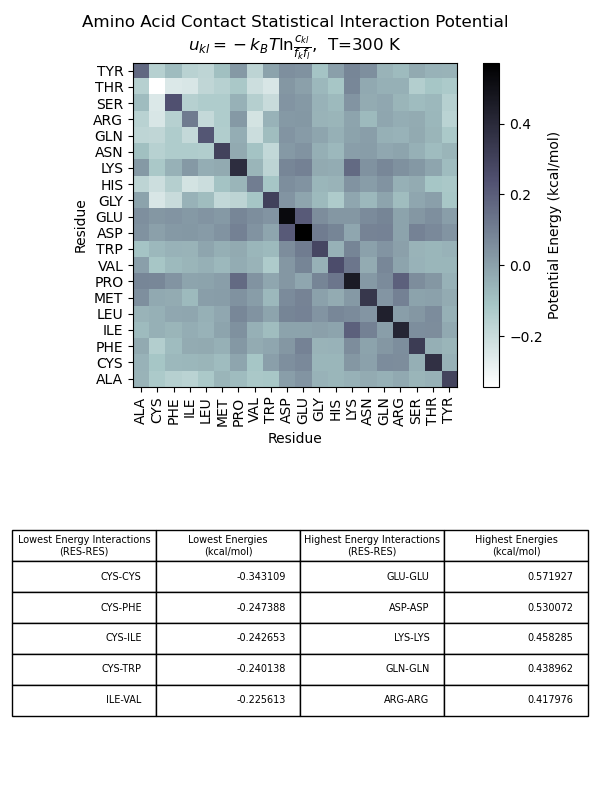 Amino Acid Contact Statistical Interaction Potential
u_{kl} = −k_B T ln \frac{c_{kl}}{f_k f_l}, T=300 K
TYR
THR
SER
ARG
GLN
ASN
LYS
HIS
GLY
GLU
ASP
TRP
VAL
PRO
MET
LEU
ILE
PHE
CYS
ALA
Residue
ALA
CYS
PHE
ILE
LEU
MET
PRO
VAL
TRP
ASP
GLU
GLY
HIS
LYS
ASN
GLN
ARG
SER
THR
TYR
Residue
0.4
0.2
0.0
−0.2
Potential Energy (kcal/mol)
Lowest Energy Interactions
(RES-RES)
Lowest Energies
(kcal/mol)
Highest Energy Interactions
(RES-RES)
Highest Energies
(kcal/mol)
CYS-CYS -0.343109 GLU-GLU 0.571927
CYS-PHE -0.247388 ASP-ASP 0.530072
CYS-ILE -0.242653 LYS-LYS 0.458285
CYS-TRP -0.240138 GLN-GLN 0.438962
ILE-VAL -0.225613 ARG-ARG 0.417976